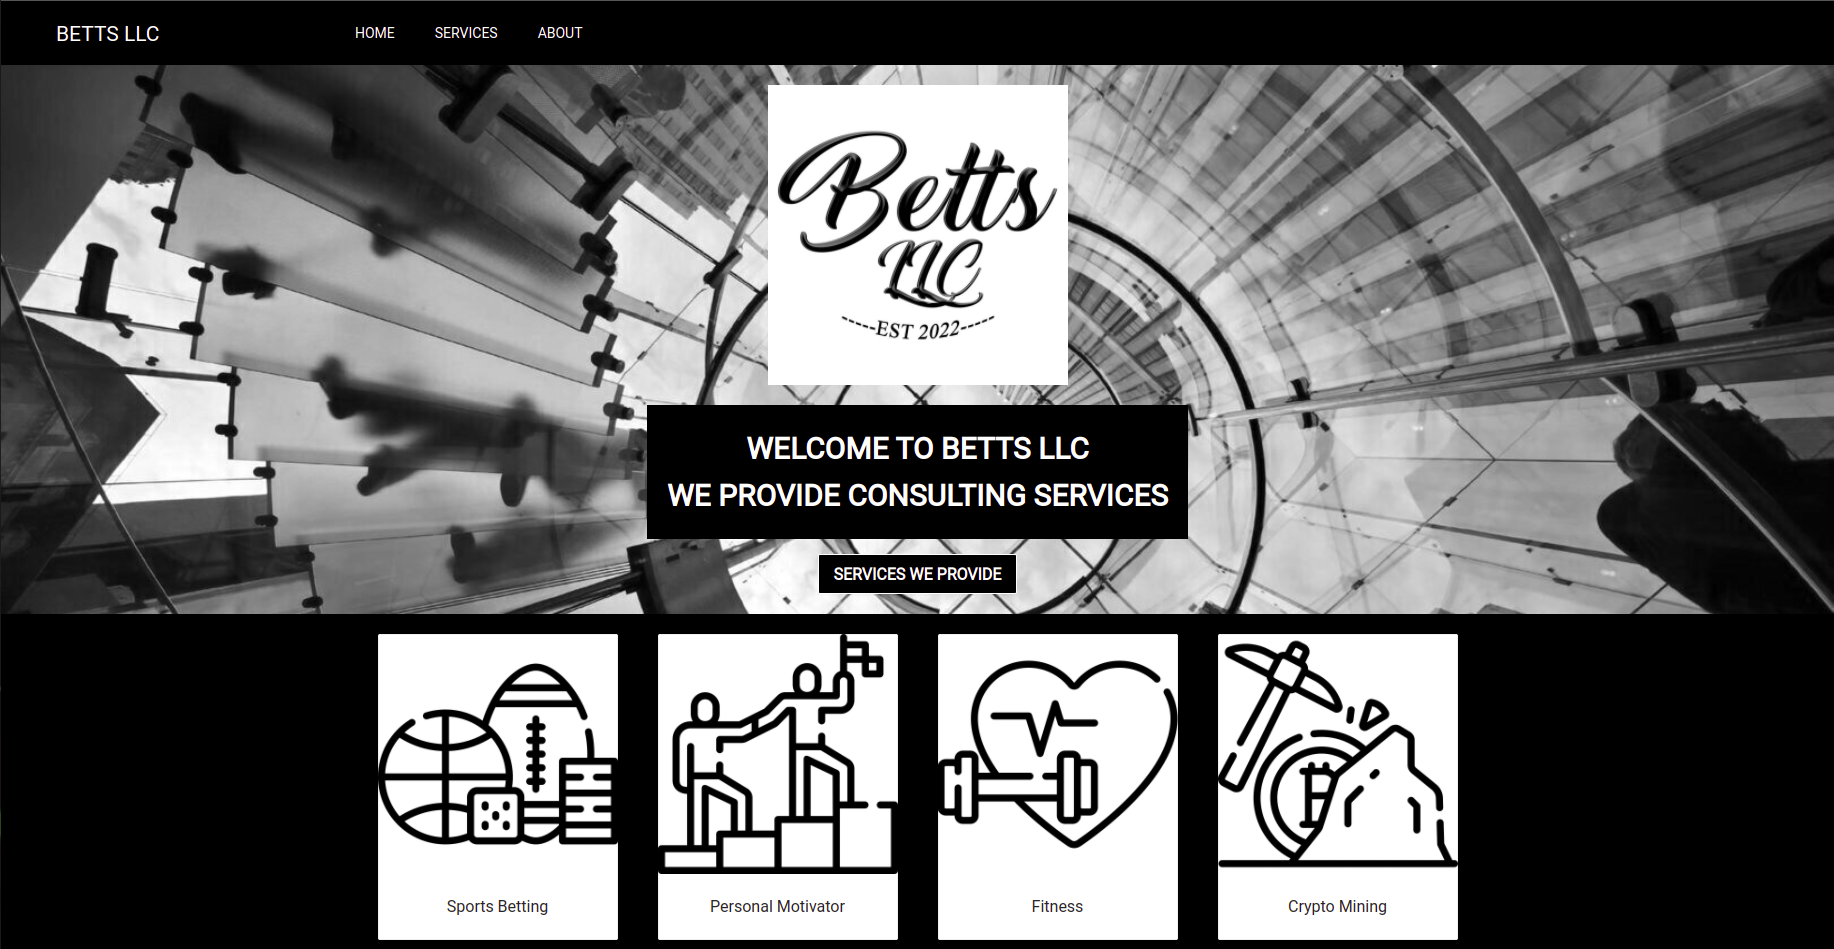 BETTS LLC
HOME SERVICES ABOUT
Betts
LLC
-----EST 2022-----
WELCOME TO BETTS LLC
WE PROVIDE CONSULTING SERVICES
SERVICES WE PROVIDE
Sports Betting
Personal Motivator
Fitness
Crypto Mining